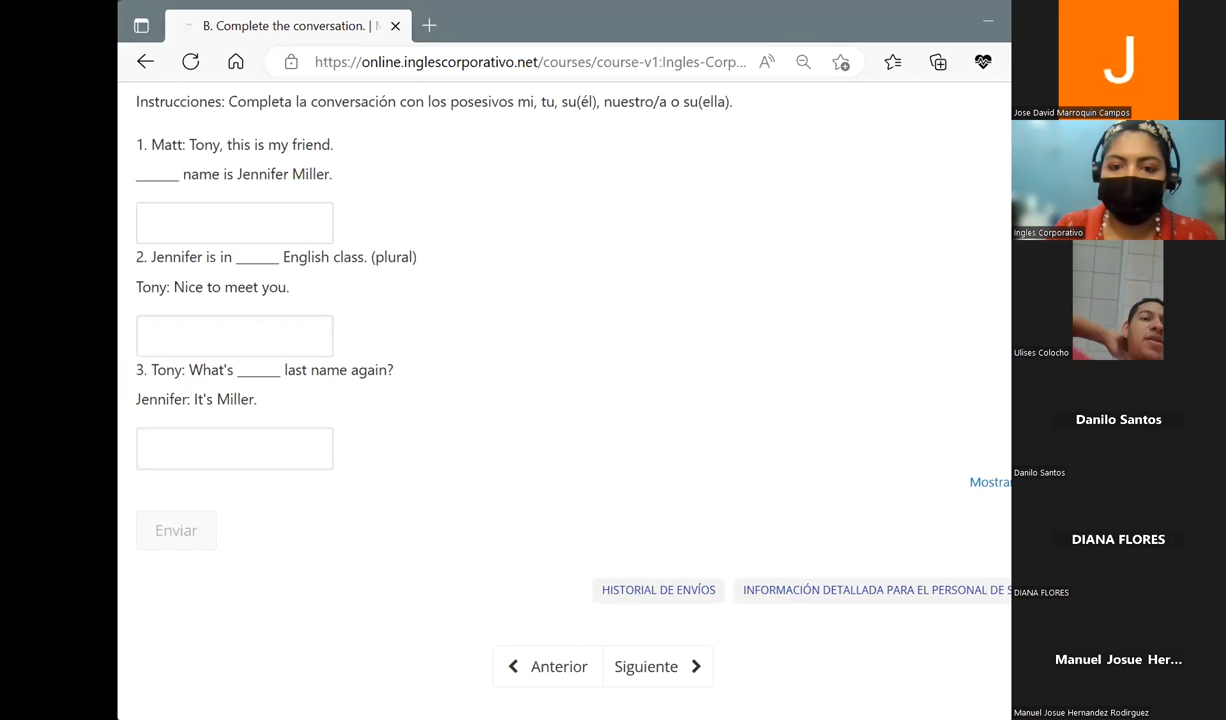 B. Complete the conversation. |
https://online.inglescorporativo.net/courses/course-v1:Ingles-Corp...
Instrucciones: Completa la conversación con los posesivos mi, tu, su(él), nuestro/a o su(ella).
1. Matt: Tony, this is my friend.
______ name is Jennifer Miller.
2. Jennifer is in ______ English class. (plural)
Tony: Nice to meet you.
3. Tony: What's ______ last name again?
Jennifer: It's Miller.
Mostrar
Enviar
HISTORIAL DE ENVÍOS
INFORMACIÓN DETALLADA PARA EL PERSONAL DE S
Anterior
Siguiente
J
Jose David Marroquin Campos
Ingles Corporativo
Ulises Colocho
Danilo Santos
Danilo Santos
DIANA FLORES
DIANA FLORES
Manuel Josue Her...
Manuel Josue Hernandez Rodirguez